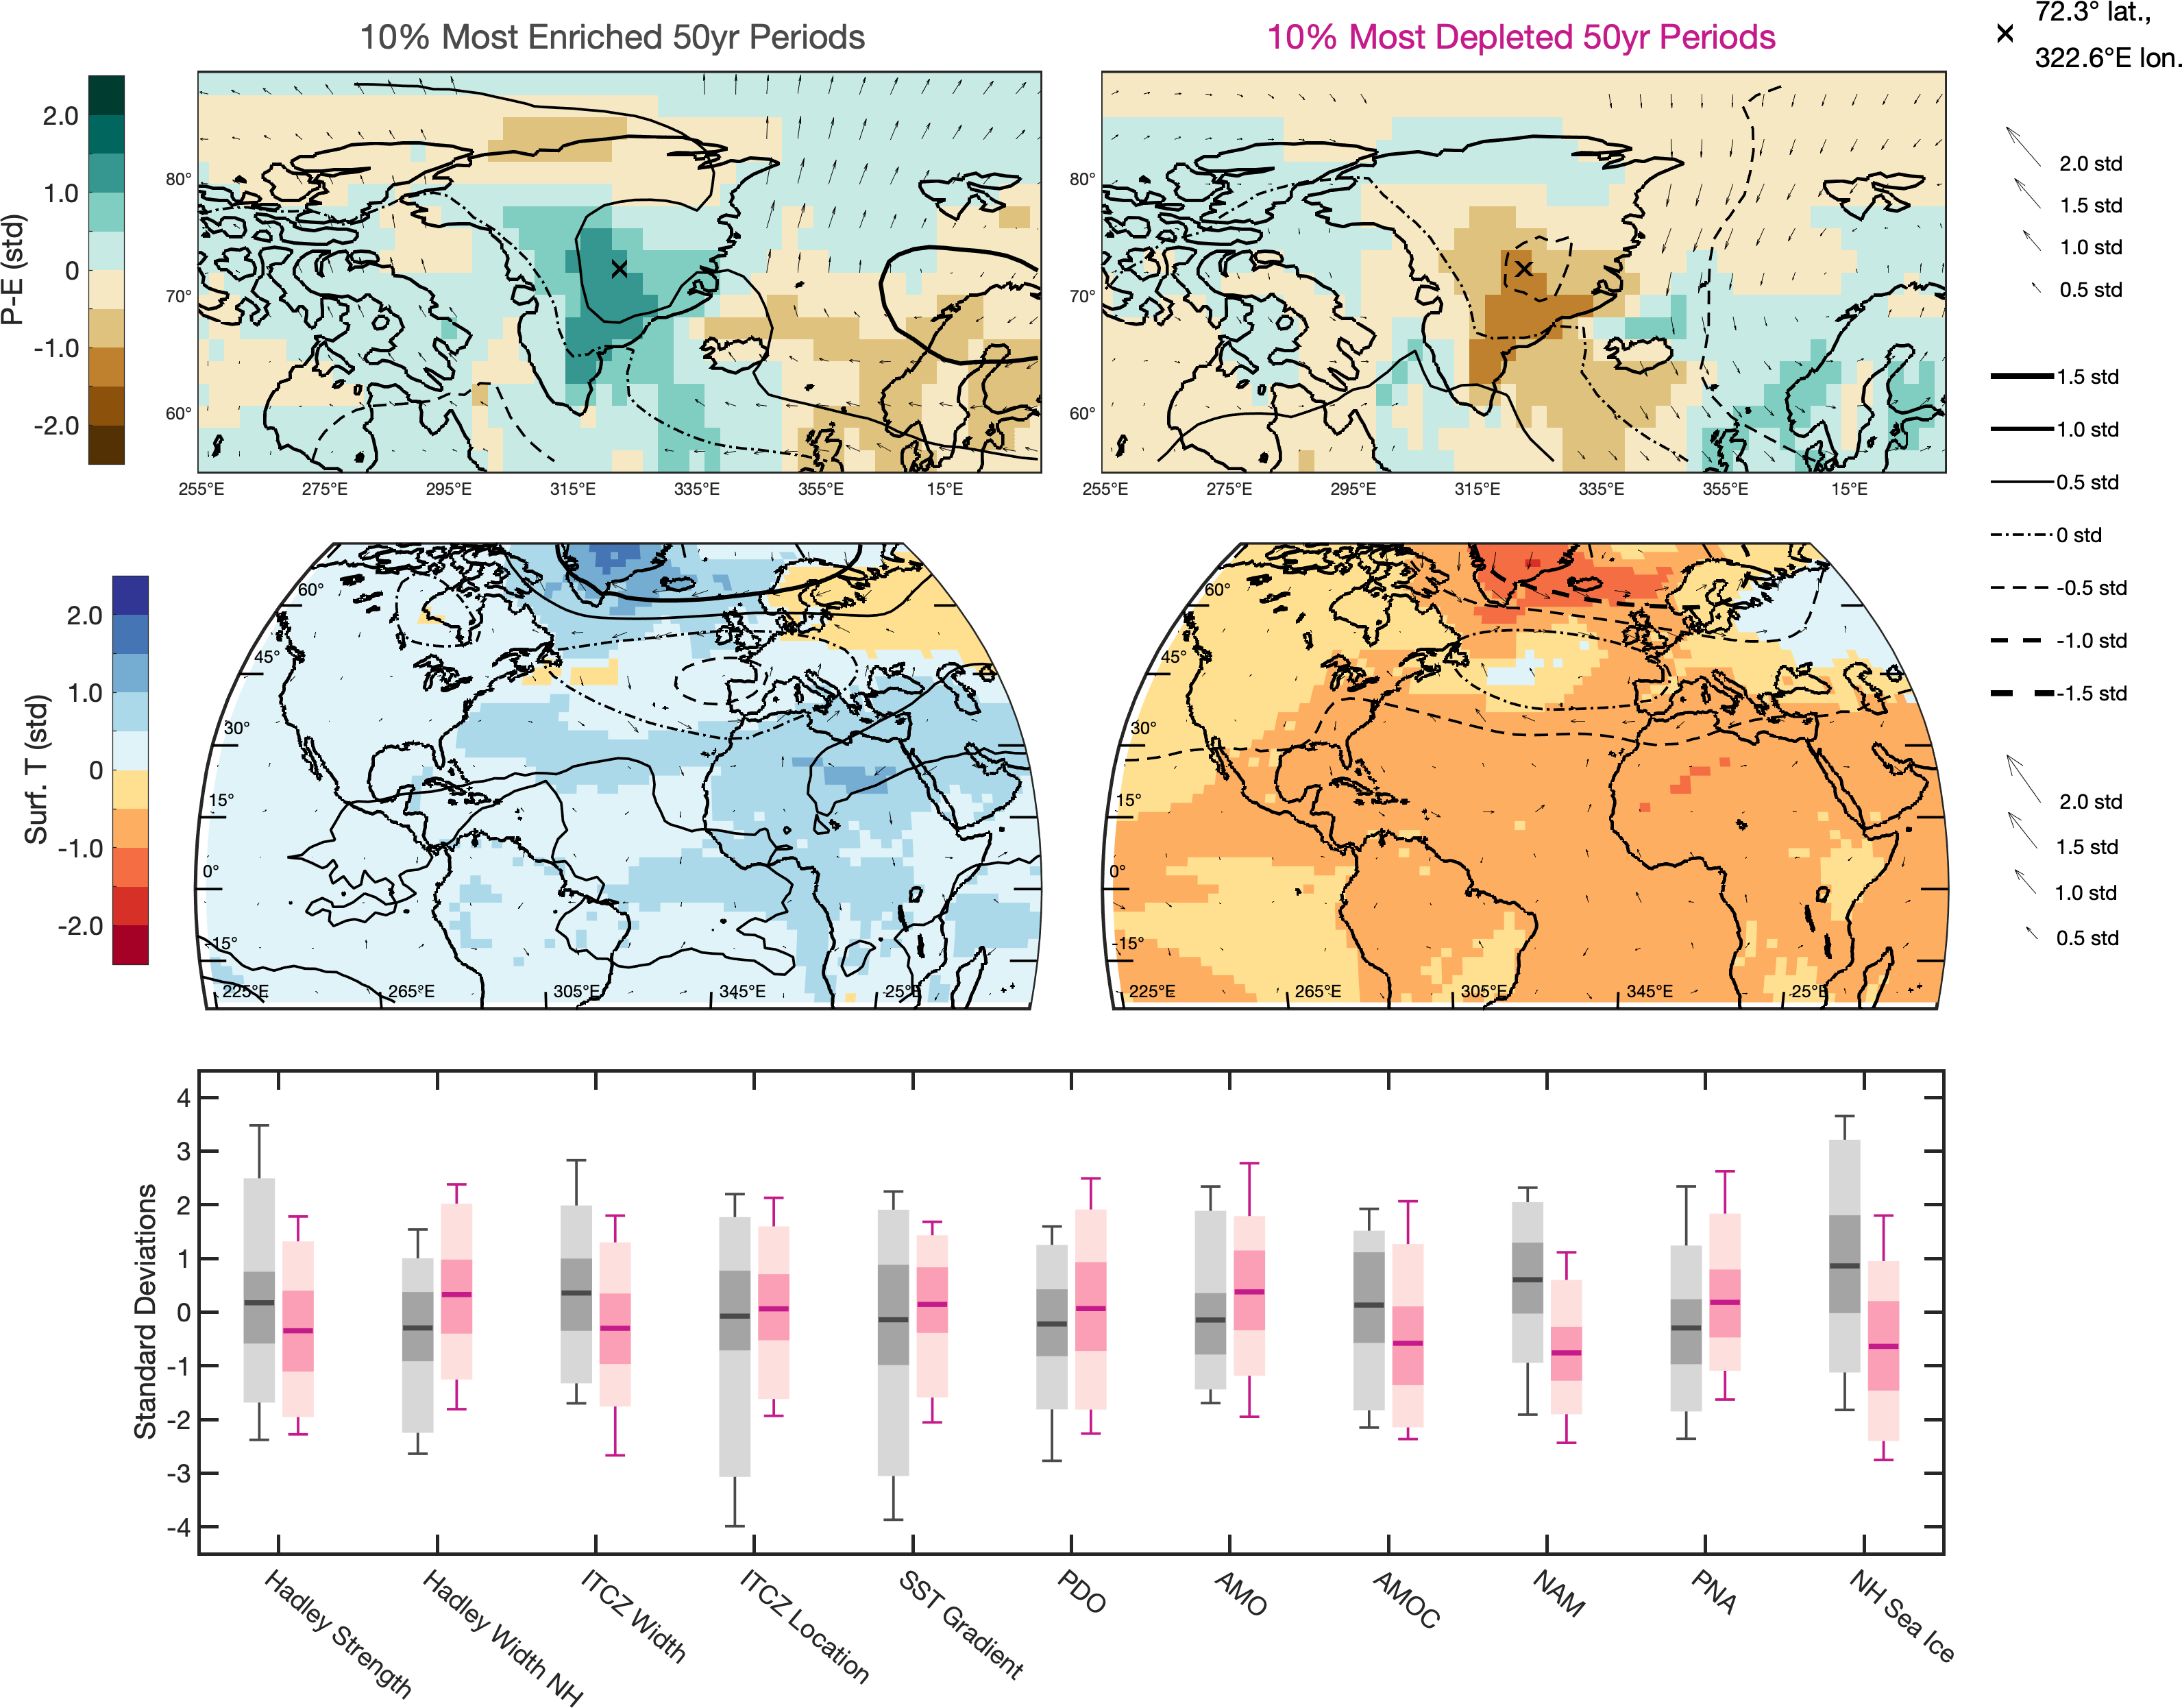 10% Most Enriched 50yr Periods
10% Most Depleted 50yr Periods
72.3° lat.,
322.6°E lon.
P-E (std)
2.0
1.0
0
-1.0
-2.0
80°
70°
60°
255°E 275°E 295°E 315°E 335°E 355°E 15°E
80°
70°
60°
255°E 275°E 295°E 315°E 335°E 355°E 15°E
2.0 std
1.5 std
1.0 std
0.5 std
1.5 std
1.0 std
0.5 std
0 std
-0.5 std
-1.0 std
-1.5 std
Surf. T (std)
2.0
1.0
0
-1.0
-2.0
60°
45°
30°
15°
0°
-15°
225°E 265°E 305°E 345°E 25°E
60°
45°
30°
15°
0°
-15°
225°E 265°E 305°E 345°E 25°E
2.0 std
1.5 std
1.0 std
0.5 std
Standard Deviations
4
3
2
1
0
-1
-2
-3
-4
Hadley Strength
Hadley Width NH
ITCZ Width
ITCZ Location
SST Gradient
PDO
AMO
AMOC
NAM
PNA
NH Sea Ice